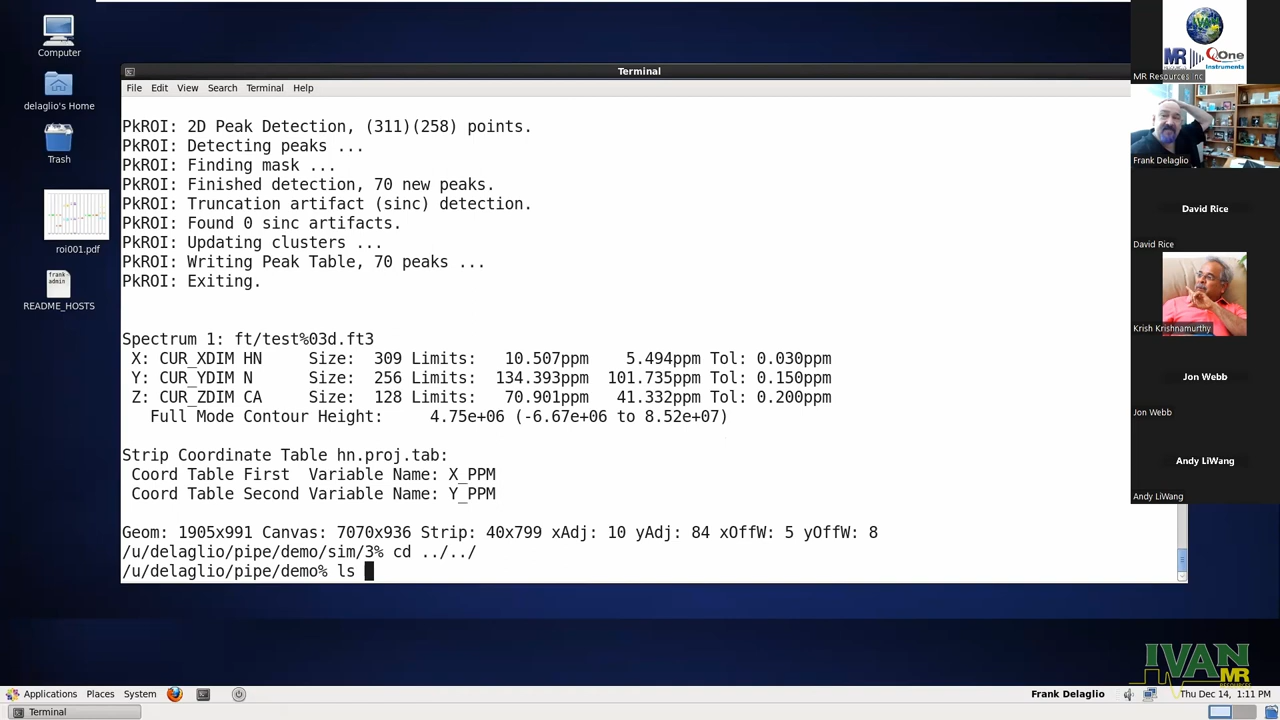 Computer
delaglio's Home
Trash
roi001.pdf
frank
admin
README_HOSTS
Terminal
File Edit View Search Terminal Help
PkROI: 2D Peak Detection, (311)(258) points.
PkROI: Detecting peaks ...
PkROI: Finding mask ...
PkROI: Finished detection, 70 new peaks.
PkROI: Truncation artifact (sinc) detection.
PkROI: Found 0 sinc artifacts.
PkROI: Updating clusters ...
PkROI: Writing Peak Table, 70 peaks ...
PkROI: Exiting.
Spectrum 1: ft/test%03d.ft3
X: CUR_XDIM HN Size: 309 Limits: 10.507ppm 5.494ppm Tol: 0.030ppm
Y: CUR_YDIM N Size: 256 Limits: 134.393ppm 101.735ppm Tol: 0.150ppm
Z: CUR_ZDIM CA Size: 128 Limits: 70.901ppm 41.332ppm Tol: 0.200ppm
Full Mode Contour Height: 4.75e+06 (-6.67e+06 to 8.52e+07)
Strip Coordinate Table hn.proj.tab:
Coord Table First Variable Name: X_PPM
Coord Table Second Variable Name: Y_PPM
Geom: 1905x991 Canvas: 7070x936 Strip: 40x799 xAdj: 10 yAdj: 84 xOffW: 5 yOffW: 8
/u/delaglio/pipe/demo/sim/3% cd ../../
/u/delaglio/pipe/demo% ls
MR QOne
Instruments
MR Resources Inc
Frank Delaglio
David Rice
David Rice
Krish Krishnamurthy
Jon Webb
Jon Webb
Andy LiWang
Andy LiWang
IVAN
MR
RESOURCES
Applications Places System
Frank Delaglio
Thu Dec 14, 1:11 PM
Terminal